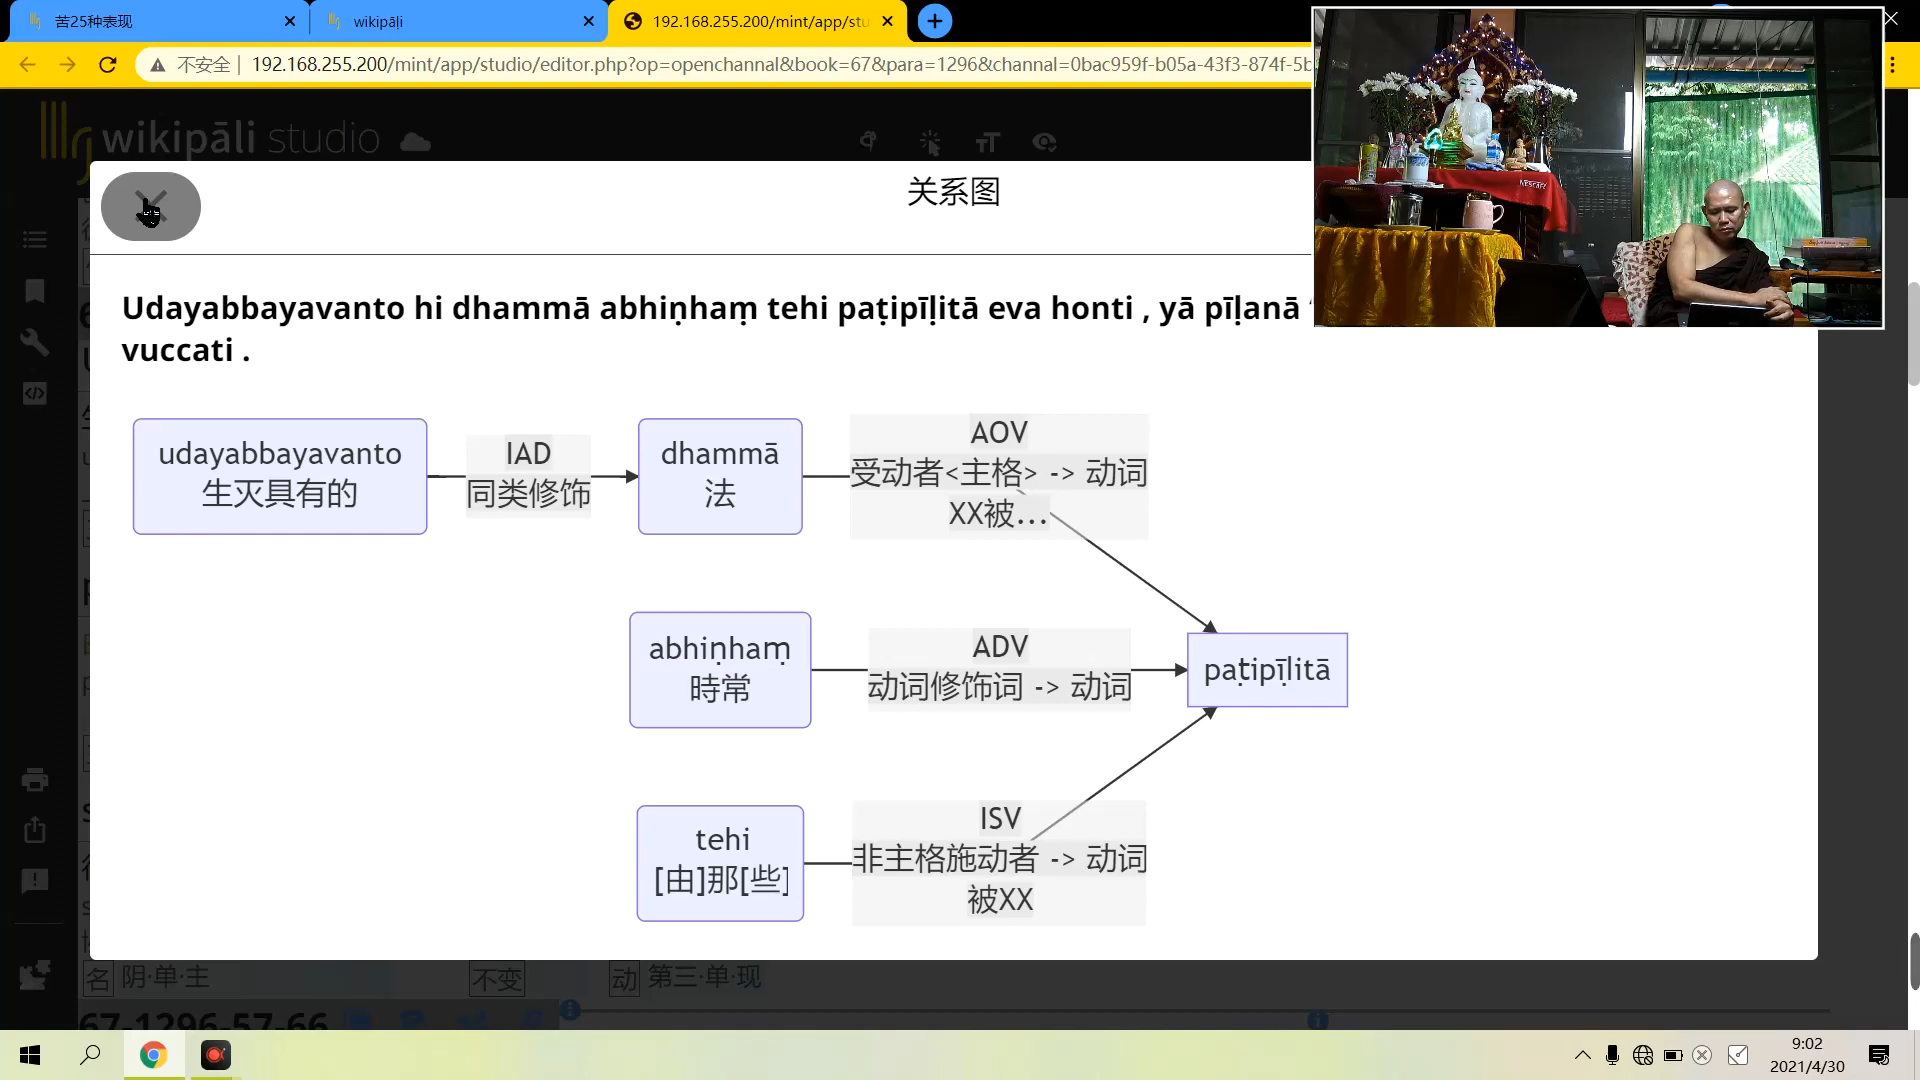 苦25种表现
wikipāḷi
192.168.255.200/mint/app/stu
不安全 | 192.168.255.200/mint/app/studio/editor.php?op=openchannal&book=67&para=1296&channal=0bac959f-b05a-43f3-874f-5b
wikipāli studio
关系图
NESCAFE
Udayabbayavanto hi dhammā abhiṇhaṃ tehi paṭipīḷitā eva honti , yā pīḷanā
vuccati .
udayabbayavanto
生灭具有的
IAD
同类修饰
dhammā
法
AOV
受动者<主格> -> 动词
XX被...
abhiṇhaṃ
時常
ADV
动词修饰词 -> 动词
paṭipīḷitā
tehi
[由]那[些]
ISV
非主格施动者 -> 动词
被XX
名 阴·单·主
不变
动 第三·单·现
67-1296-57-66
9:02
2021/4/30